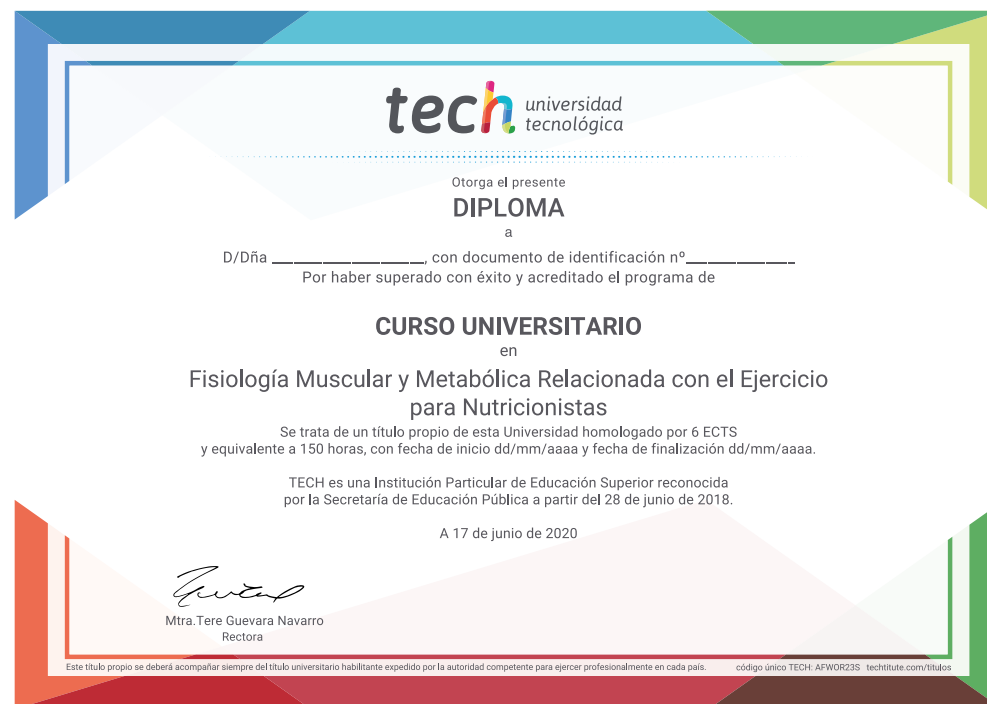 tech universidad
tecnológica
Otorga el presente
DIPLOMA
a
D/Dña ____________________, con documento de identificación nº______________
Por haber superado con éxito y acreditado el programa de
CURSO UNIVERSITARIO
en
Fisiología Muscular y Metabólica Relacionada con el Ejercicio
para Nutricionistas
Se trata de un título propio de esta Universidad homologado por 6 ECTS
y equivalente a 150 horas, con fecha de inicio dd/mm/aaaa y fecha de finalización dd/mm/aaaa.
TECH es una Institución Particular de Educación Superior reconocida
por la Secretaría de Educación Pública a partir del 28 de junio de 2018.
A 17 de junio de 2020
Mtra.Tere Guevara Navarro
Rectora
Este título propio se deberá acompañar siempre del título universitario habilitante expedido por la autoridad competente para ejercer profesionalmente en cada país. código único TECH: AFWOR23S techtitute.com/titulos